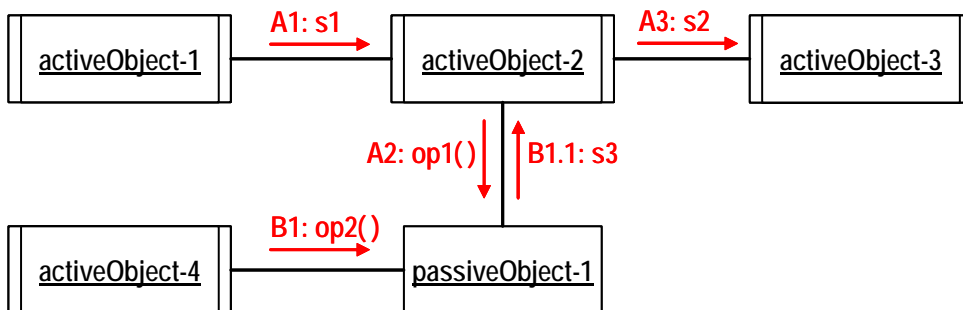 A1: s1
A3: s2
activeObject-1
activeObject-2
activeObject-3
A2: op1()
B1.1: s3
B1: op2()
activeObject-4
passiveObject-1